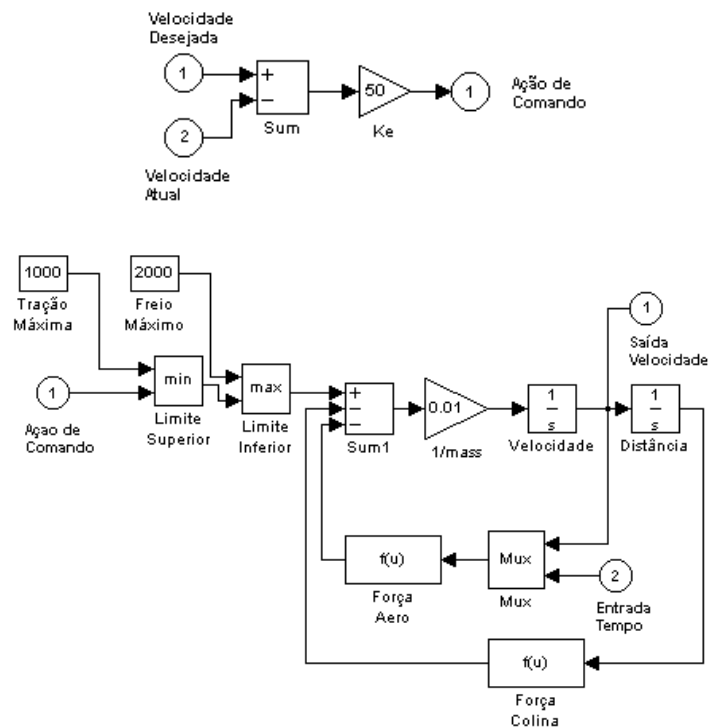 Velocidade
Desejada
1
+
−
Sum
50
Ke
1
Ação de
Comando
2
Velocidade
Atual
1000
Tração
Máxima
2000
Freio
Máximo
1
Saída
Velocidade
1
Açao de
Comando
min
Limite
Superior
max
Limite
Inferior
+
−
−
Sum1
0.01
1/mass
1
s
Velocidade
1
s
Distância
f(u)
Força
Aero
Mux
Mux
2
Entrada
Tempo
f(u)
Força
Colina